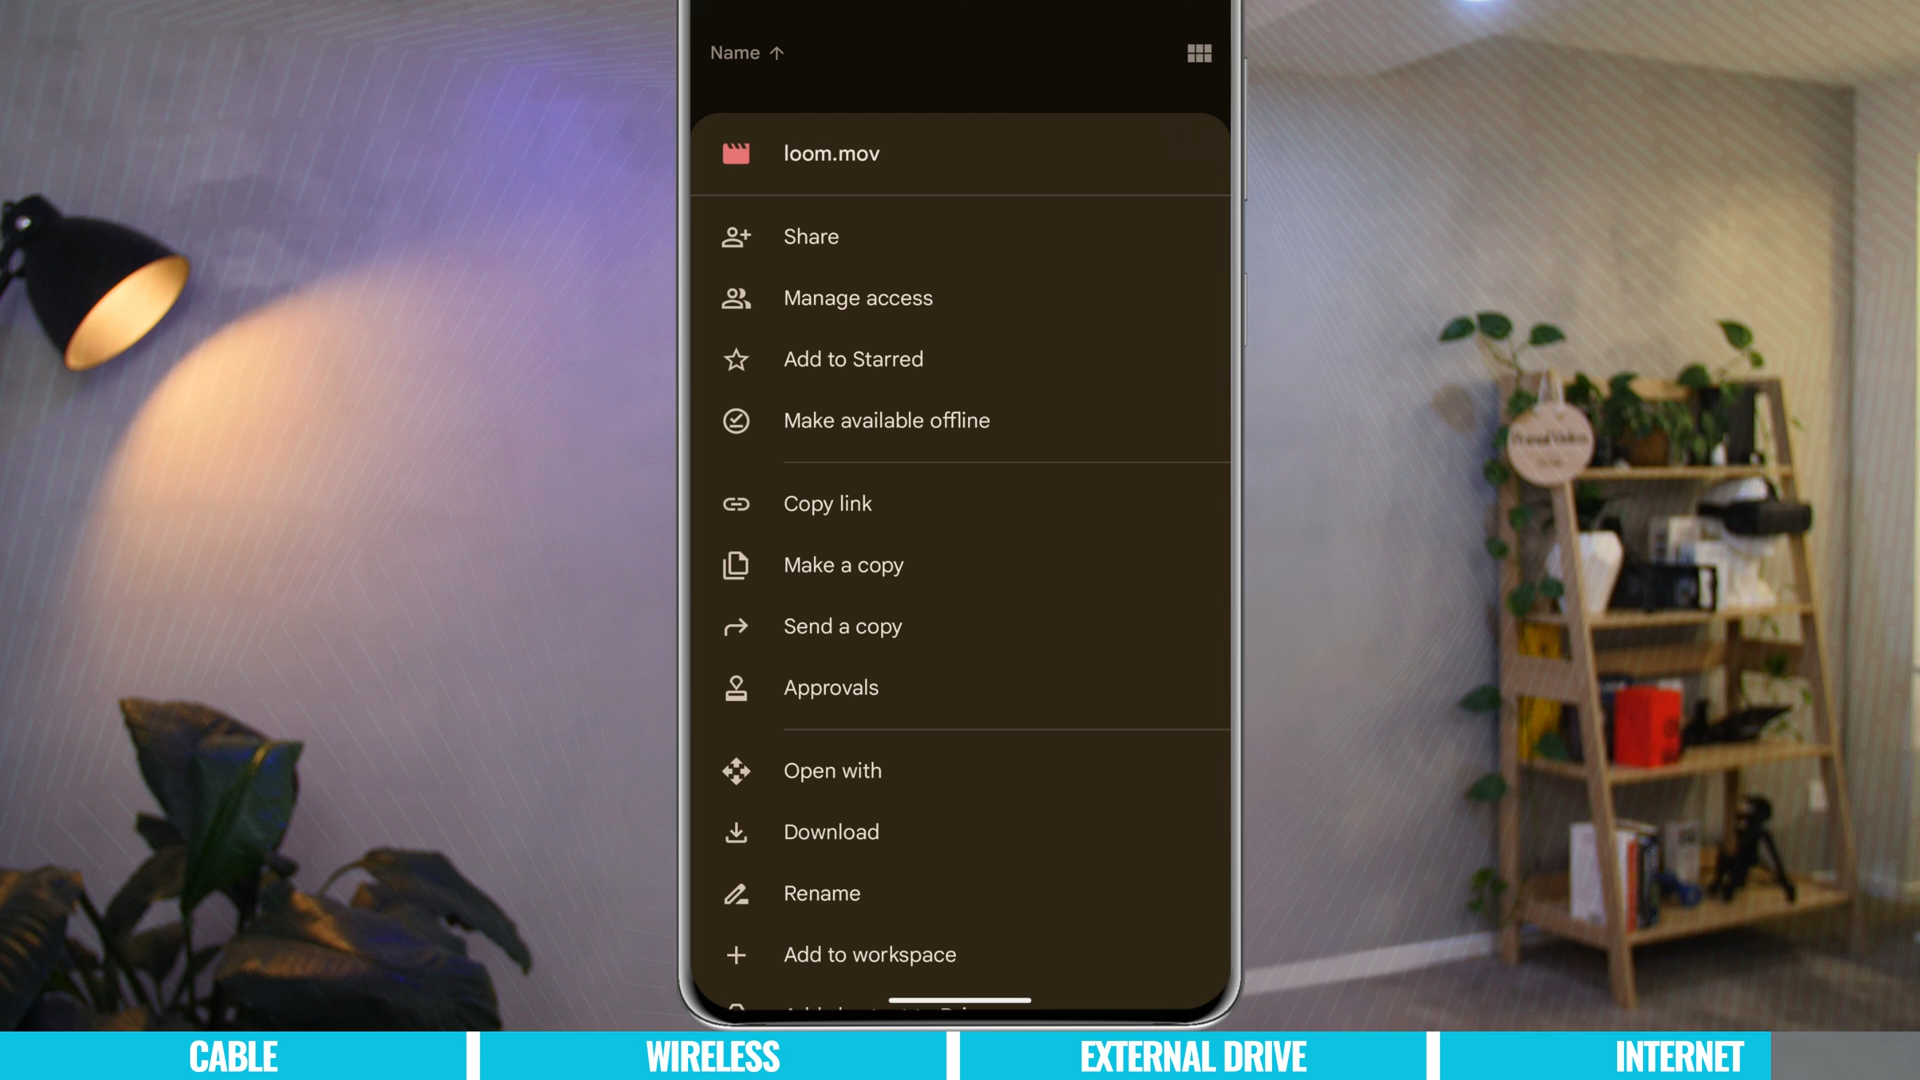 Name ↑
loom.mov
Share
Manage access
Add to Starred
Make available offline
Copy link
Make a copy
Send a copy
Approvals
Open with
Download
Rename
Add to workspace
CABLE
WIRELESS
EXTERNAL DRIVE
INTERNET